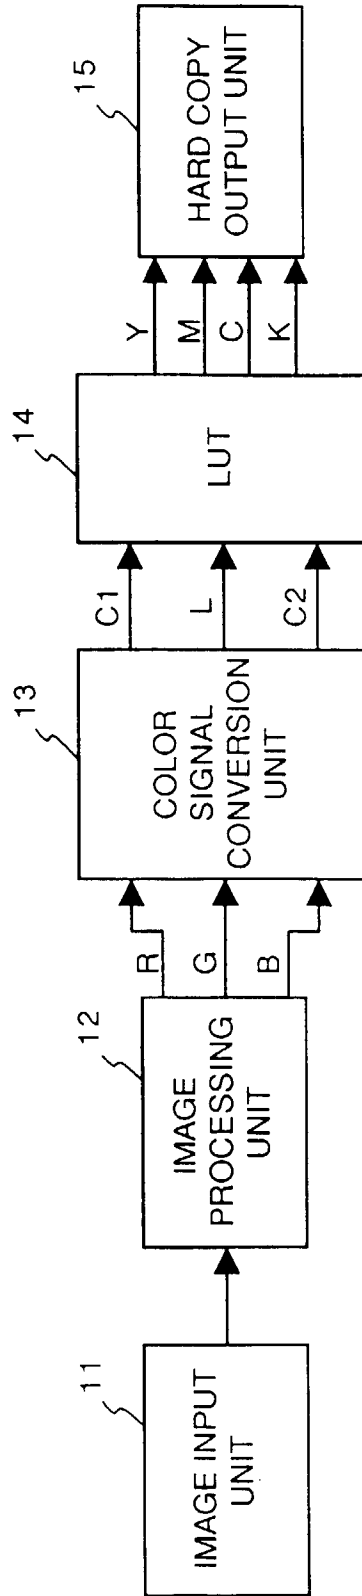 11
IMAGE INPUT
UNIT
12
IMAGE
PROCESSING
UNIT
R
G
B
13
COLOR
SIGNAL
CONVERSION
UNIT
C1
L
C2
14
LUT
Y
M
C
K
15
HARD COPY
OUTPUT UNIT